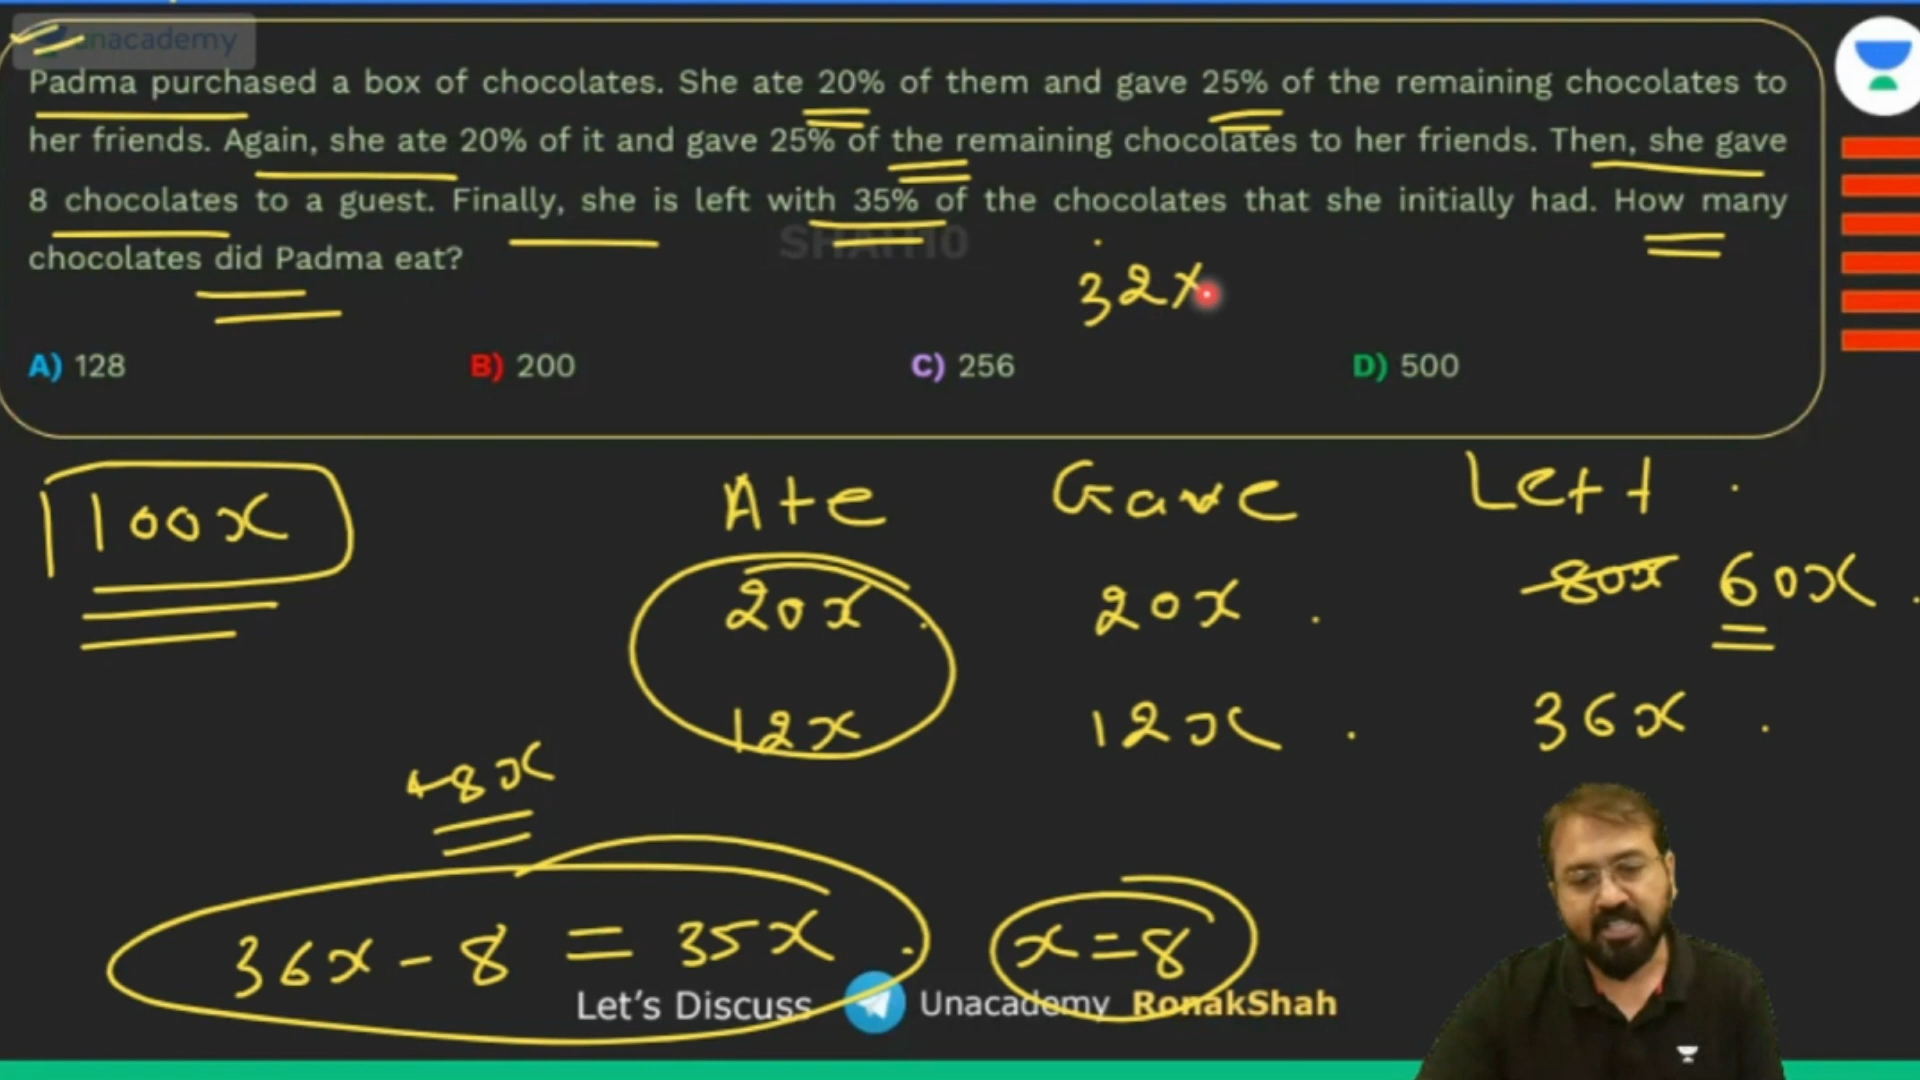 unacademy
Padma purchased a box of chocolates. She ate 20% of them and gave 25% of the remaining chocolates to
her friends. Again, she ate 20% of it and gave 25% of the remaining chocolates to her friends. Then, she gave
8 chocolates to a guest. Finally, she is left with 35% of the chocolates that she initially had. How many
chocolates did Padma eat?
SHAH10
32x
A) 128 B) 200 C) 256 D) 500
100x
Ate Gave Left
20x 20x 80x 60x
12x 12x 36x
48x
36x - 8 = 35x x = 8
Let's Discuss Unacademy RonakShah